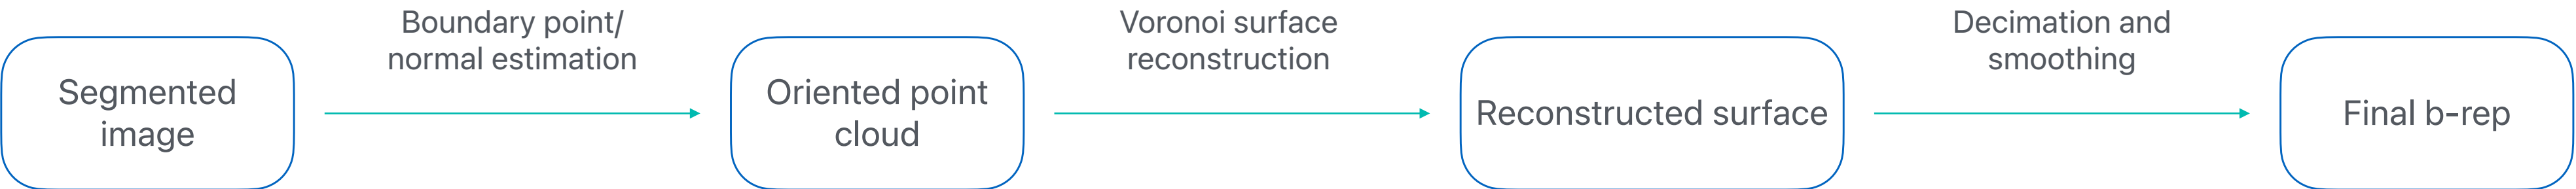 Segmented
image
Boundary point/
normal estimation
Oriented point
cloud
Voronoi surface
reconstruction
Reconstructed surface
Decimation and
smoothing
Final b-rep